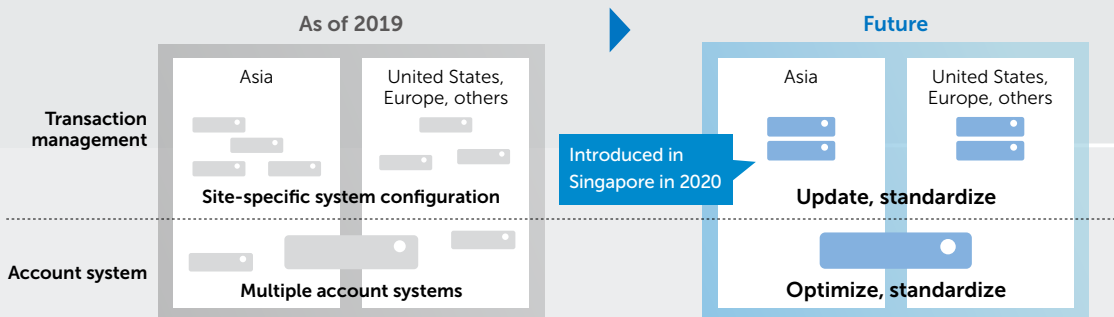 As of 2019
Future
Asia
United States,
Europe, others
Asia
United States,
Europe, others
Transaction
management
Introduced in
Singapore in 2020
Site-specific system configuration
Update, standardize
Account system
Multiple account systems
Optimize, standardize